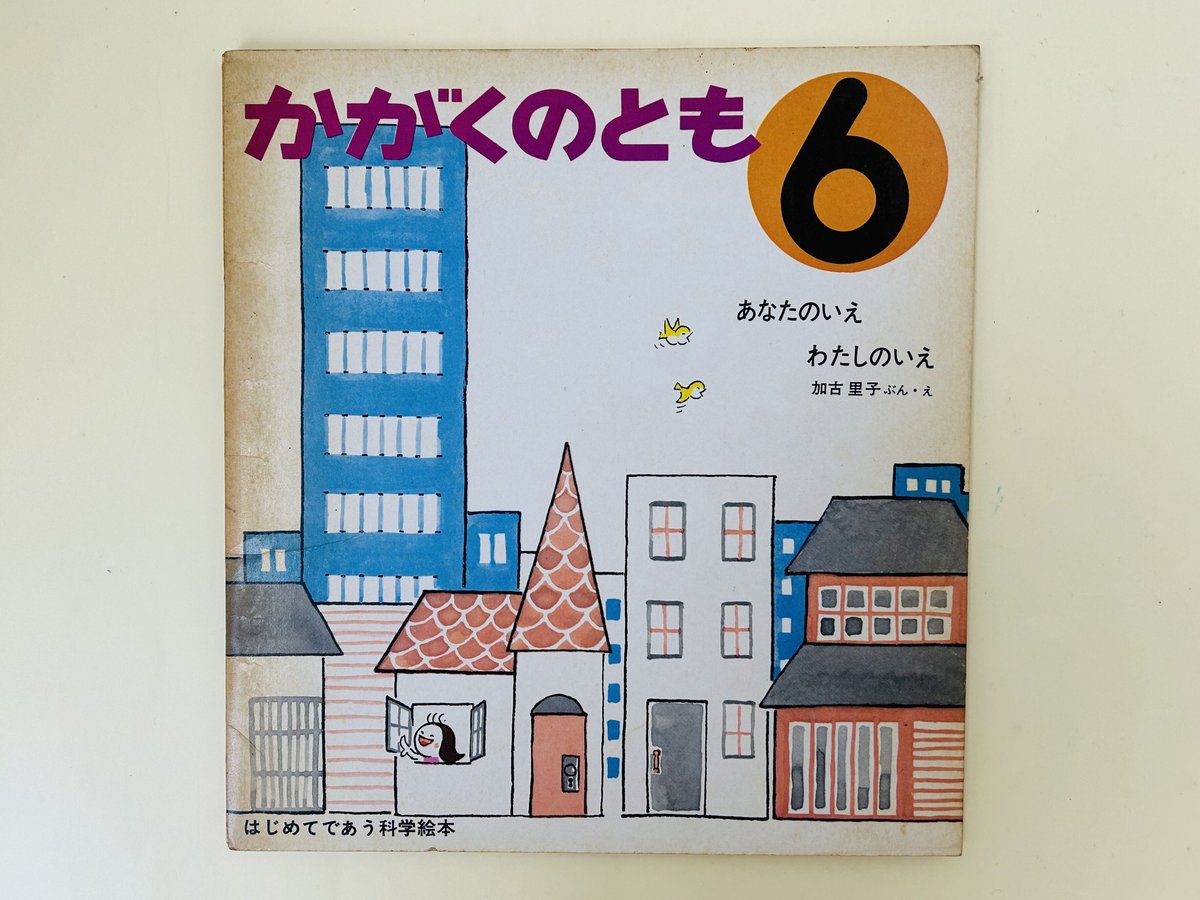 かがくのとも
6
あなたのいえ
わたしのいえ
加古里子 ぶん・え
はじめてであう科学絵本